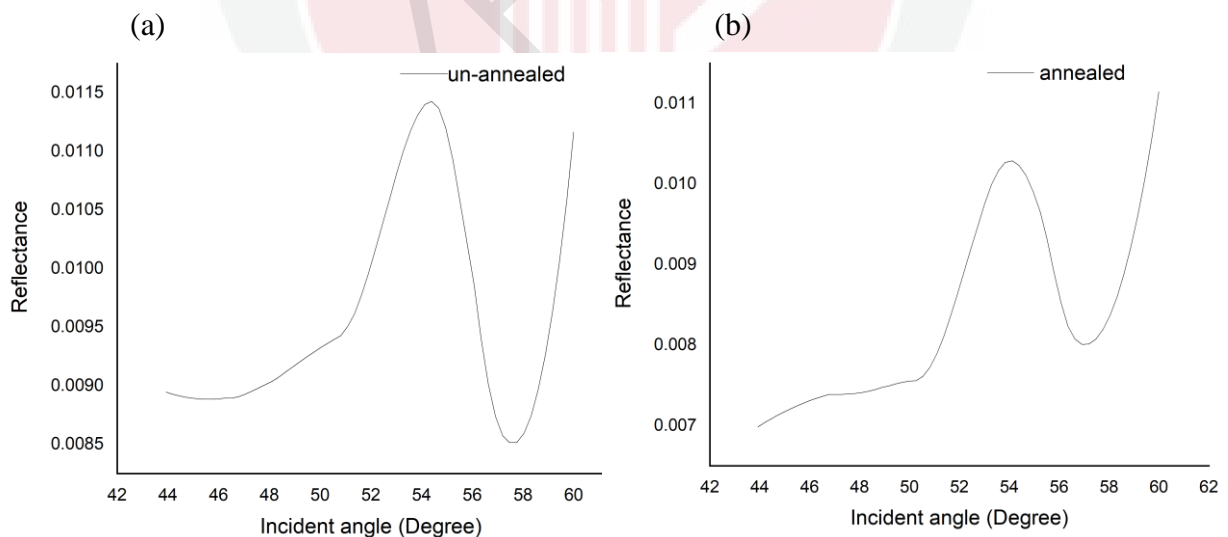 (a)
un-annealed
0.0115
0.0110
0.0105
0.0100
0.0095
0.0090
0.0085
Reflectance
42 44 46 48 50 52 54 56 58 60
Incident angle (Degree)
(b)
annealed
0.011
0.010
0.009
0.008
0.007
Reflectance
42 44 46 48 50 52 54 56 58 60 62
Incident angle (Degree)